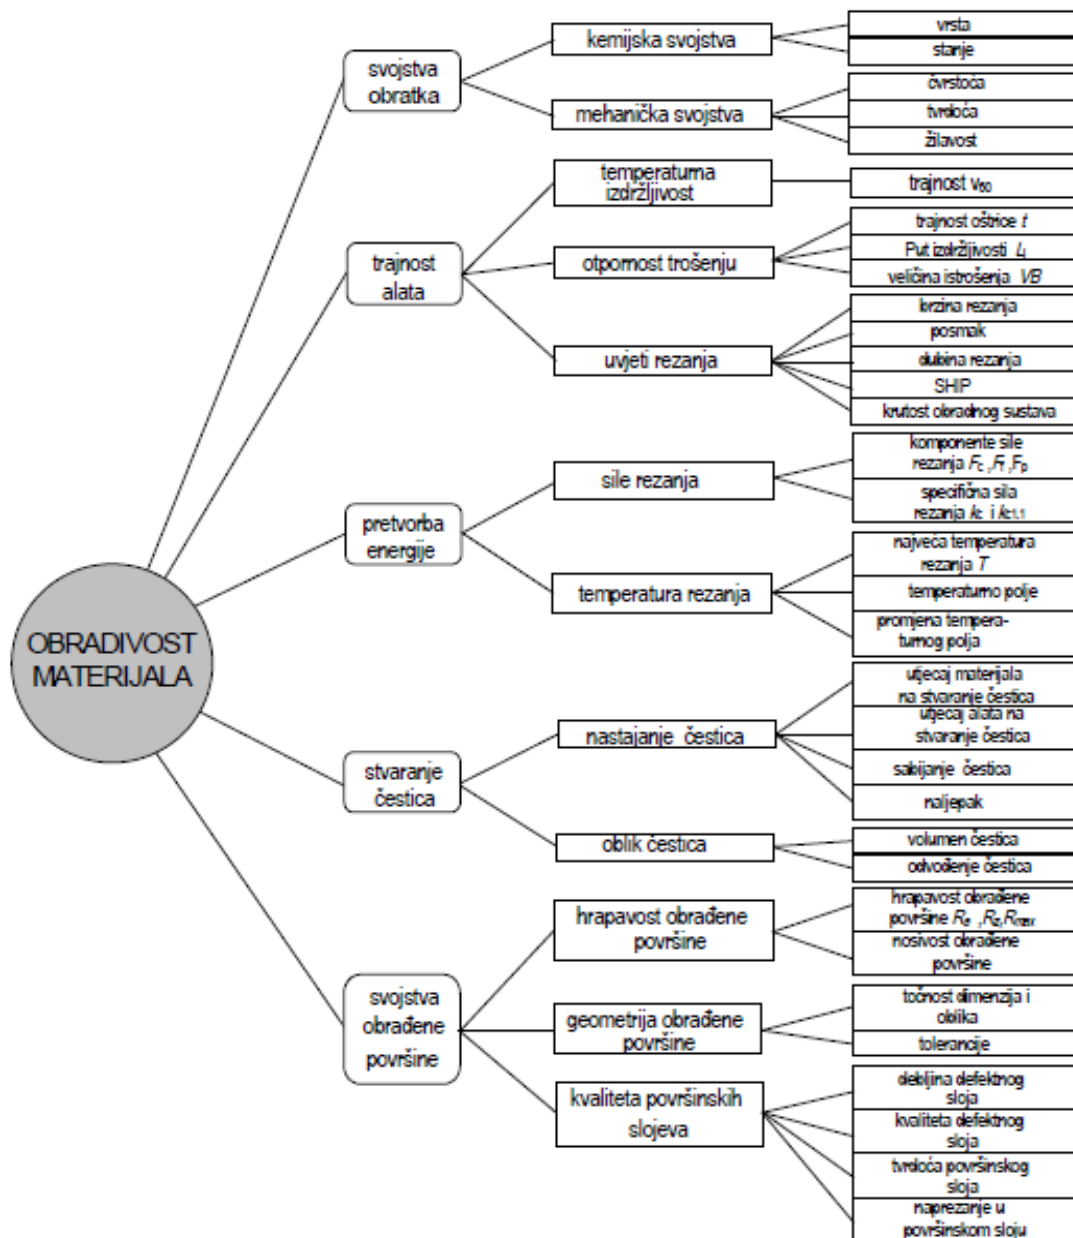 OBRADIVOST
MATERIJALA
svojstva
obratka
kemijska svojstva
vrsta
stanje
mehanička svojstva
čvrstoća
tvrdoća
žilavost
trajnost
alata
temperaturna
izdržljivost
trajnost v60
otpornost trošenju
trajnost oštrice t
Put izdržljivosti Ll
veličina istrošenja VB
uvjeti rezanja
brzina rezanja
posmak
dubina rezanja
SHIP
krutost obradnog sustava
pretvorba
energije
sile rezanja
komponente sile
rezanja Fc ,Ff,Fp
specifična sila
rezanja kc i kc1.1
temperatura rezanja
najveća temperatura
rezanja T
temperaturno polje
promjena tempera-
turnog polja
stvaranje
čestica
nastajanje čestica
utjecaj materijala
na stvaranje čestica
utjecaj alata na
stvaranje čestica
sabijanje čestica
naljepak
oblik čestica
volumen čestica
odvođenje čestica
svojstva
obrađene
površine
hrapavost obrađene
površine
hrapavost obrađene
površine Ra ,Rz,Rmax
nosivost obrađene
površine
geometrija obrađene
površine
točnost dimenzija i
oblika
tolerancije
kvaliteta površinskih
slojeva
debljina defektnog
sloja
kvaliteta defektnog
sloja
tvrdoća površinskog
sloja
naprezanje u
površinskom sloju